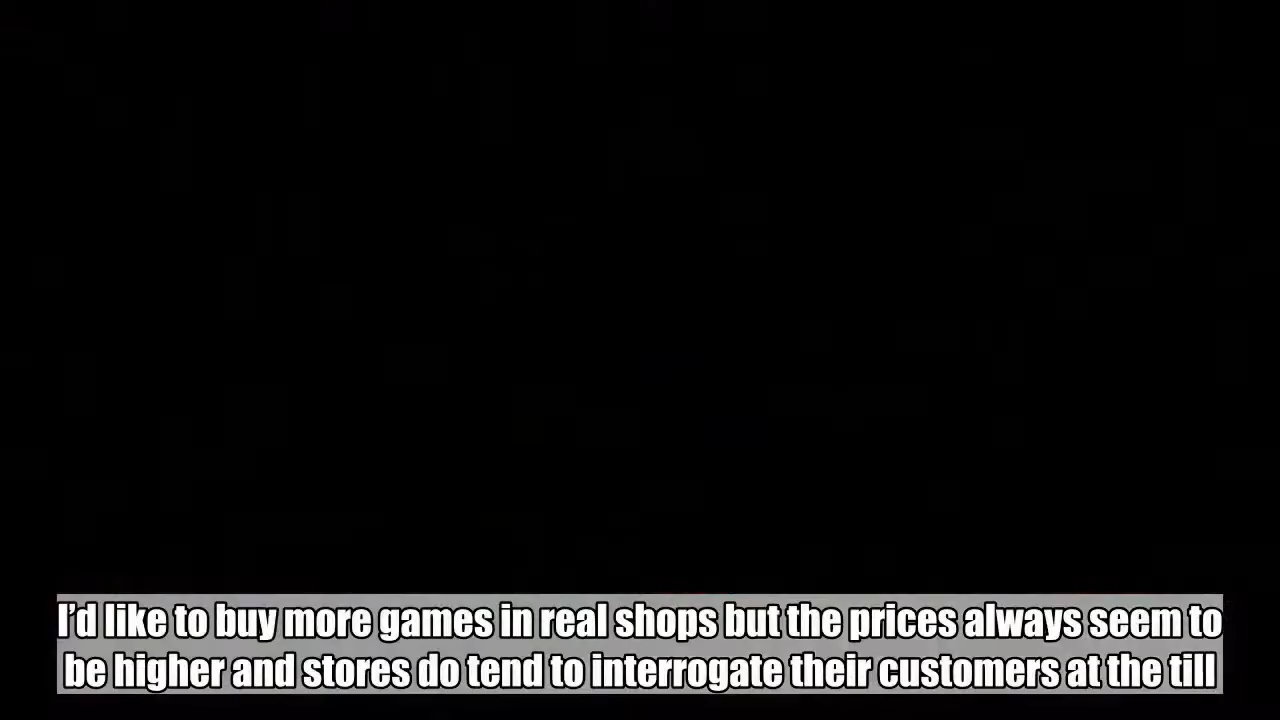 I’d like to buy more games in real shops but the prices always seem to
be higher and stores do tend to interrogate their customers at the till